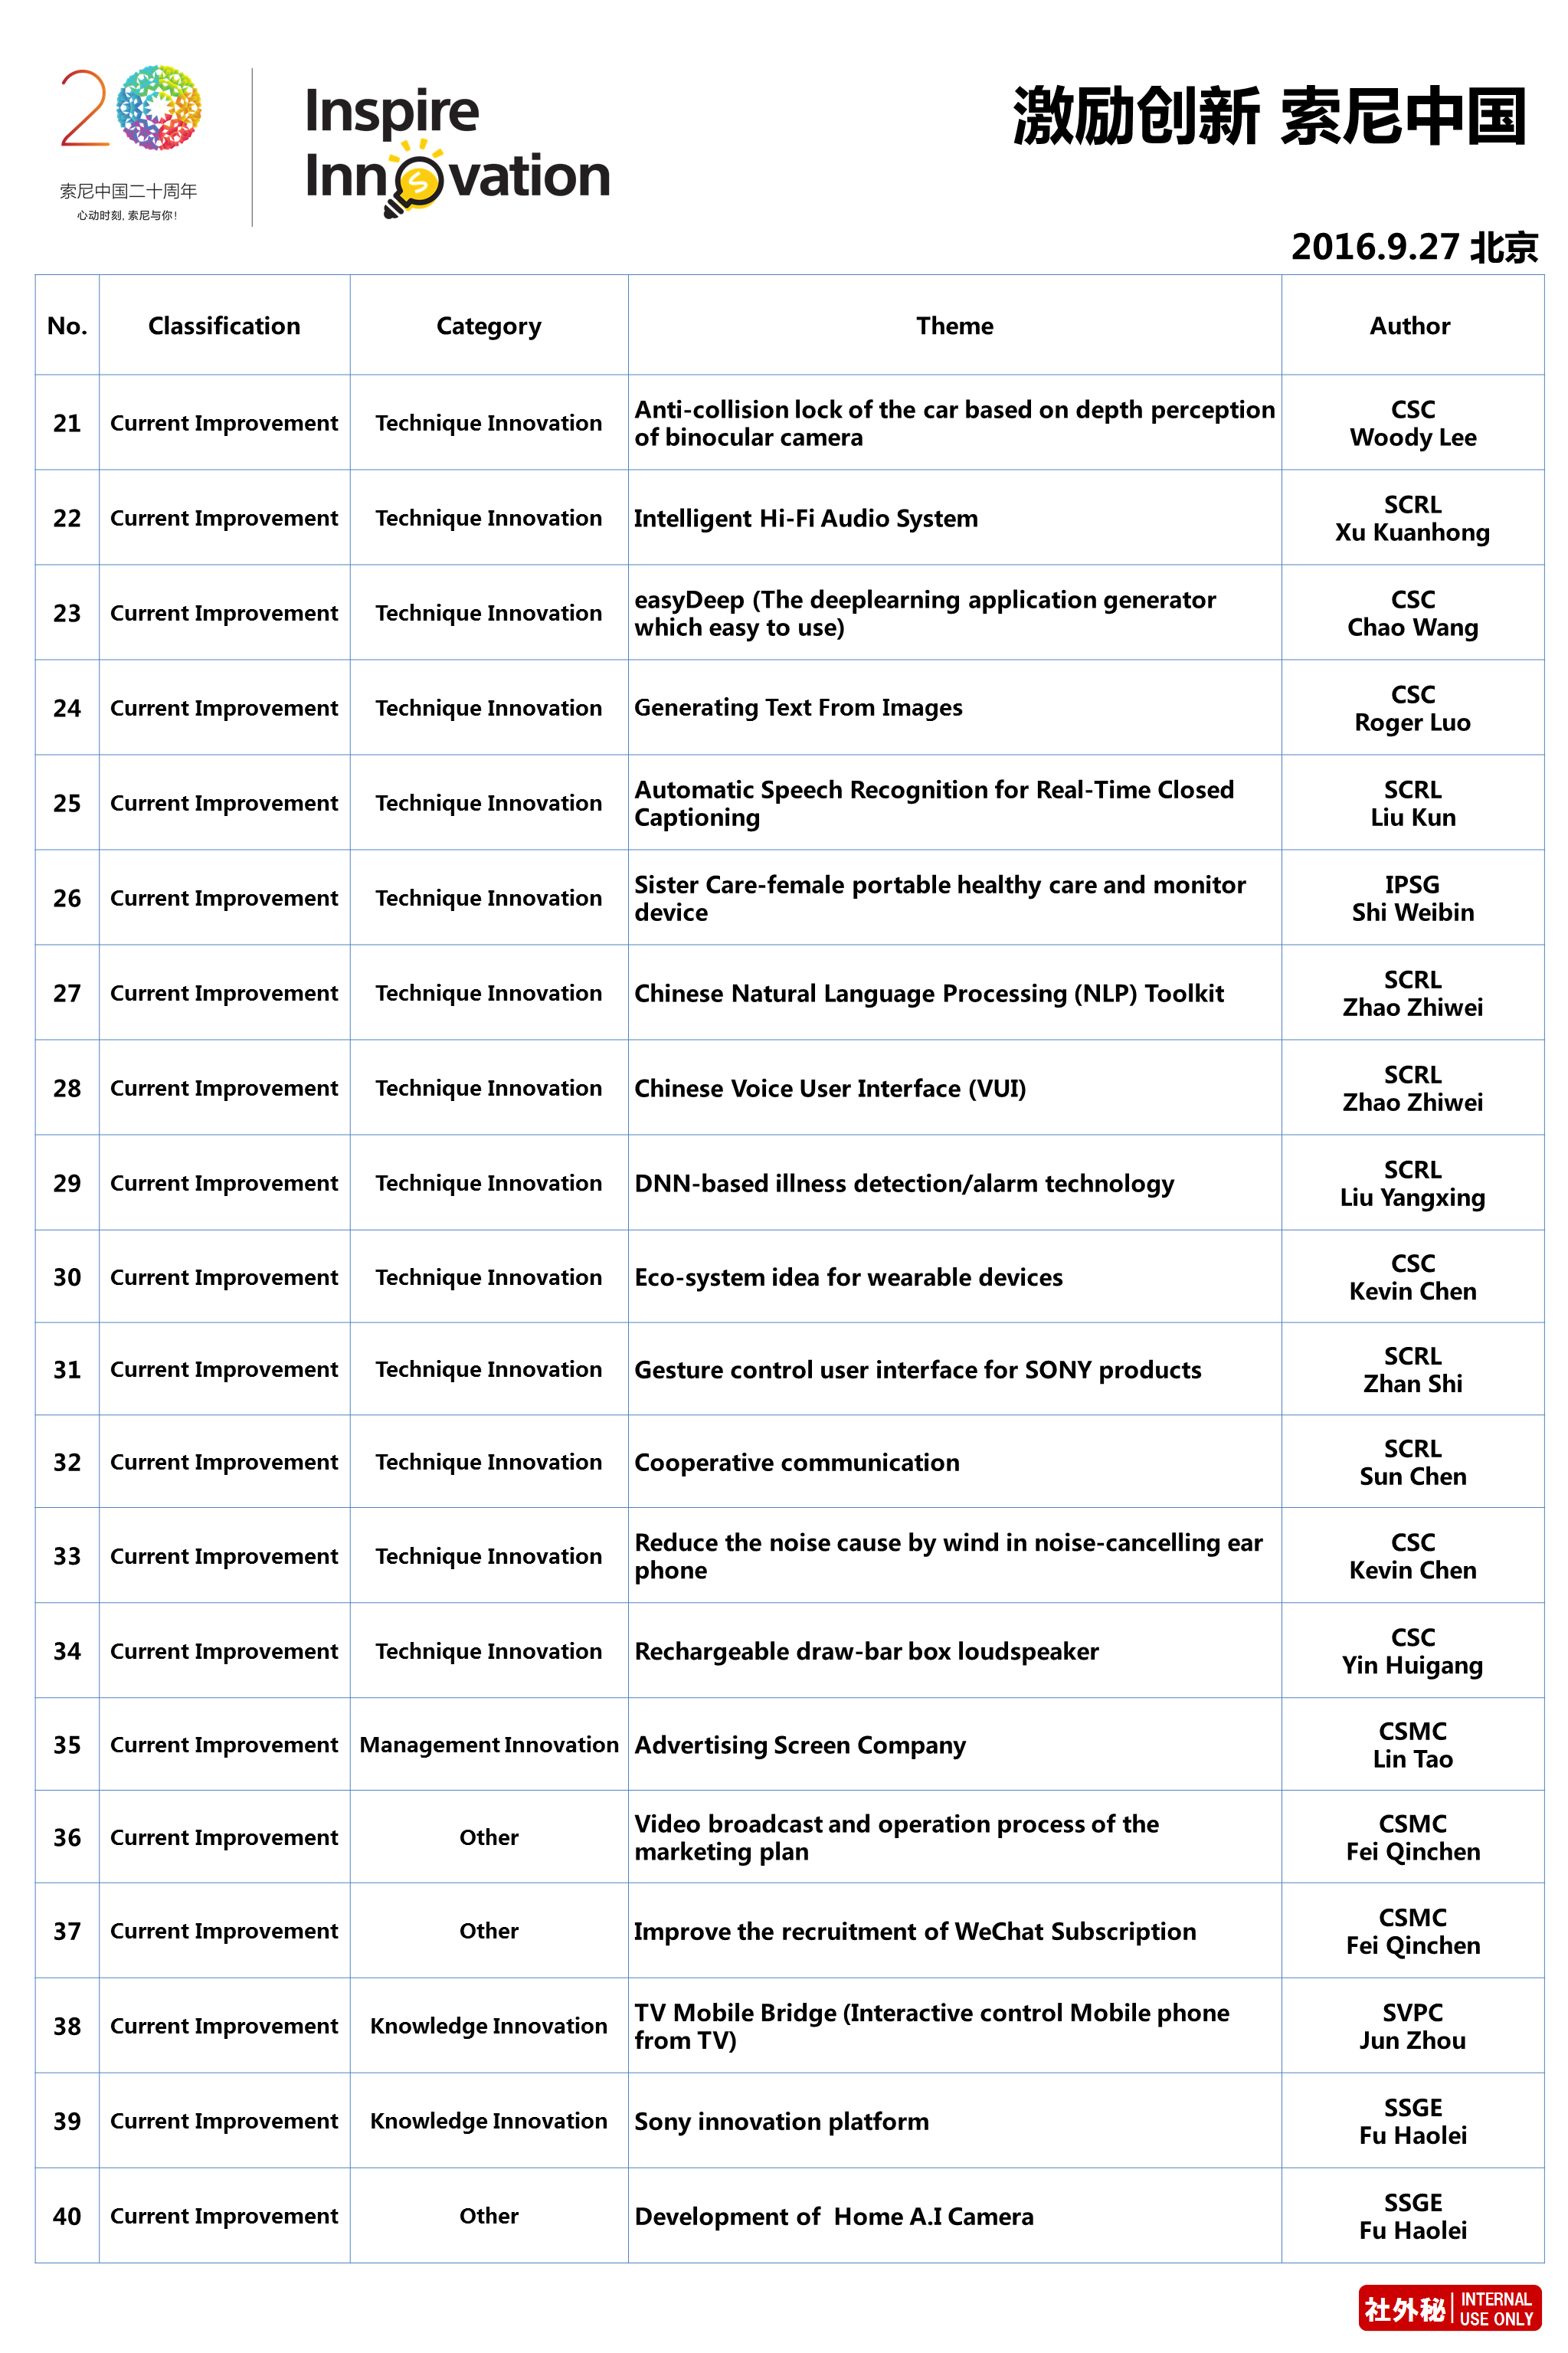 20
索尼中国二十周年
心动时刻, 索尼与你!
Inspire
Innovation
激励创新 索尼中国
2016.9.27 北京
No. Classification Category Theme Author
21 Current Improvement Technique Innovation Anti-collision lock of the car based on depth perception of binocular camera CSC Woody Lee
22 Current Improvement Technique Innovation Intelligent Hi-Fi Audio System SCRL Xu Kuanhong
23 Current Improvement Technique Innovation easyDeep (The deeplearning application generator which easy to use) CSC Chao Wang
24 Current Improvement Technique Innovation Generating Text From Images CSC Roger Luo
25 Current Improvement Technique Innovation Automatic Speech Recognition for Real-Time Closed Captioning SCRL Liu Kun
26 Current Improvement Technique Innovation Sister Care-female portable healthy care and monitor device IPSG Shi Weibin
27 Current Improvement Technique Innovation Chinese Natural Language Processing (NLP) Toolkit SCRL Zhao Zhiwei
28 Current Improvement Technique Innovation Chinese Voice User Interface (VUI) SCRL Zhao Zhiwei
29 Current Improvement Technique Innovation DNN-based illness detection/alarm technology SCRL Liu Yangxing
30 Current Improvement Technique Innovation Eco-system idea for wearable devices CSC Kevin Chen
31 Current Improvement Technique Innovation Gesture control user interface for SONY products SCRL Zhan Shi
32 Current Improvement Technique Innovation Cooperative communication SCRL Sun Chen
33 Current Improvement Technique Innovation Reduce the noise cause by wind in noise-cancelling ear phone CSC Kevin Chen
34 Current Improvement Technique Innovation Rechargeable draw-bar box loudspeaker CSC Yin Huigang
35 Current Improvement Management Innovation Advertising Screen Company CSMC Lin Tao
36 Current Improvement Other Video broadcast and operation process of the marketing plan CSMC Fei Qinchen
37 Current Improvement Other Improve the recruitment of WeChat Subscription CSMC Fei Qinchen
38 Current Improvement Knowledge Innovation TV Mobile Bridge (Interactive control Mobile phone from TV) SVPC Jun Zhou
39 Current Improvement Knowledge Innovation Sony innovation platform SSGE Fu Haolei
40 Current Improvement Other Development of Home A.I Camera SSGE Fu Haolei
社外秘 INTERNAL USE ONLY